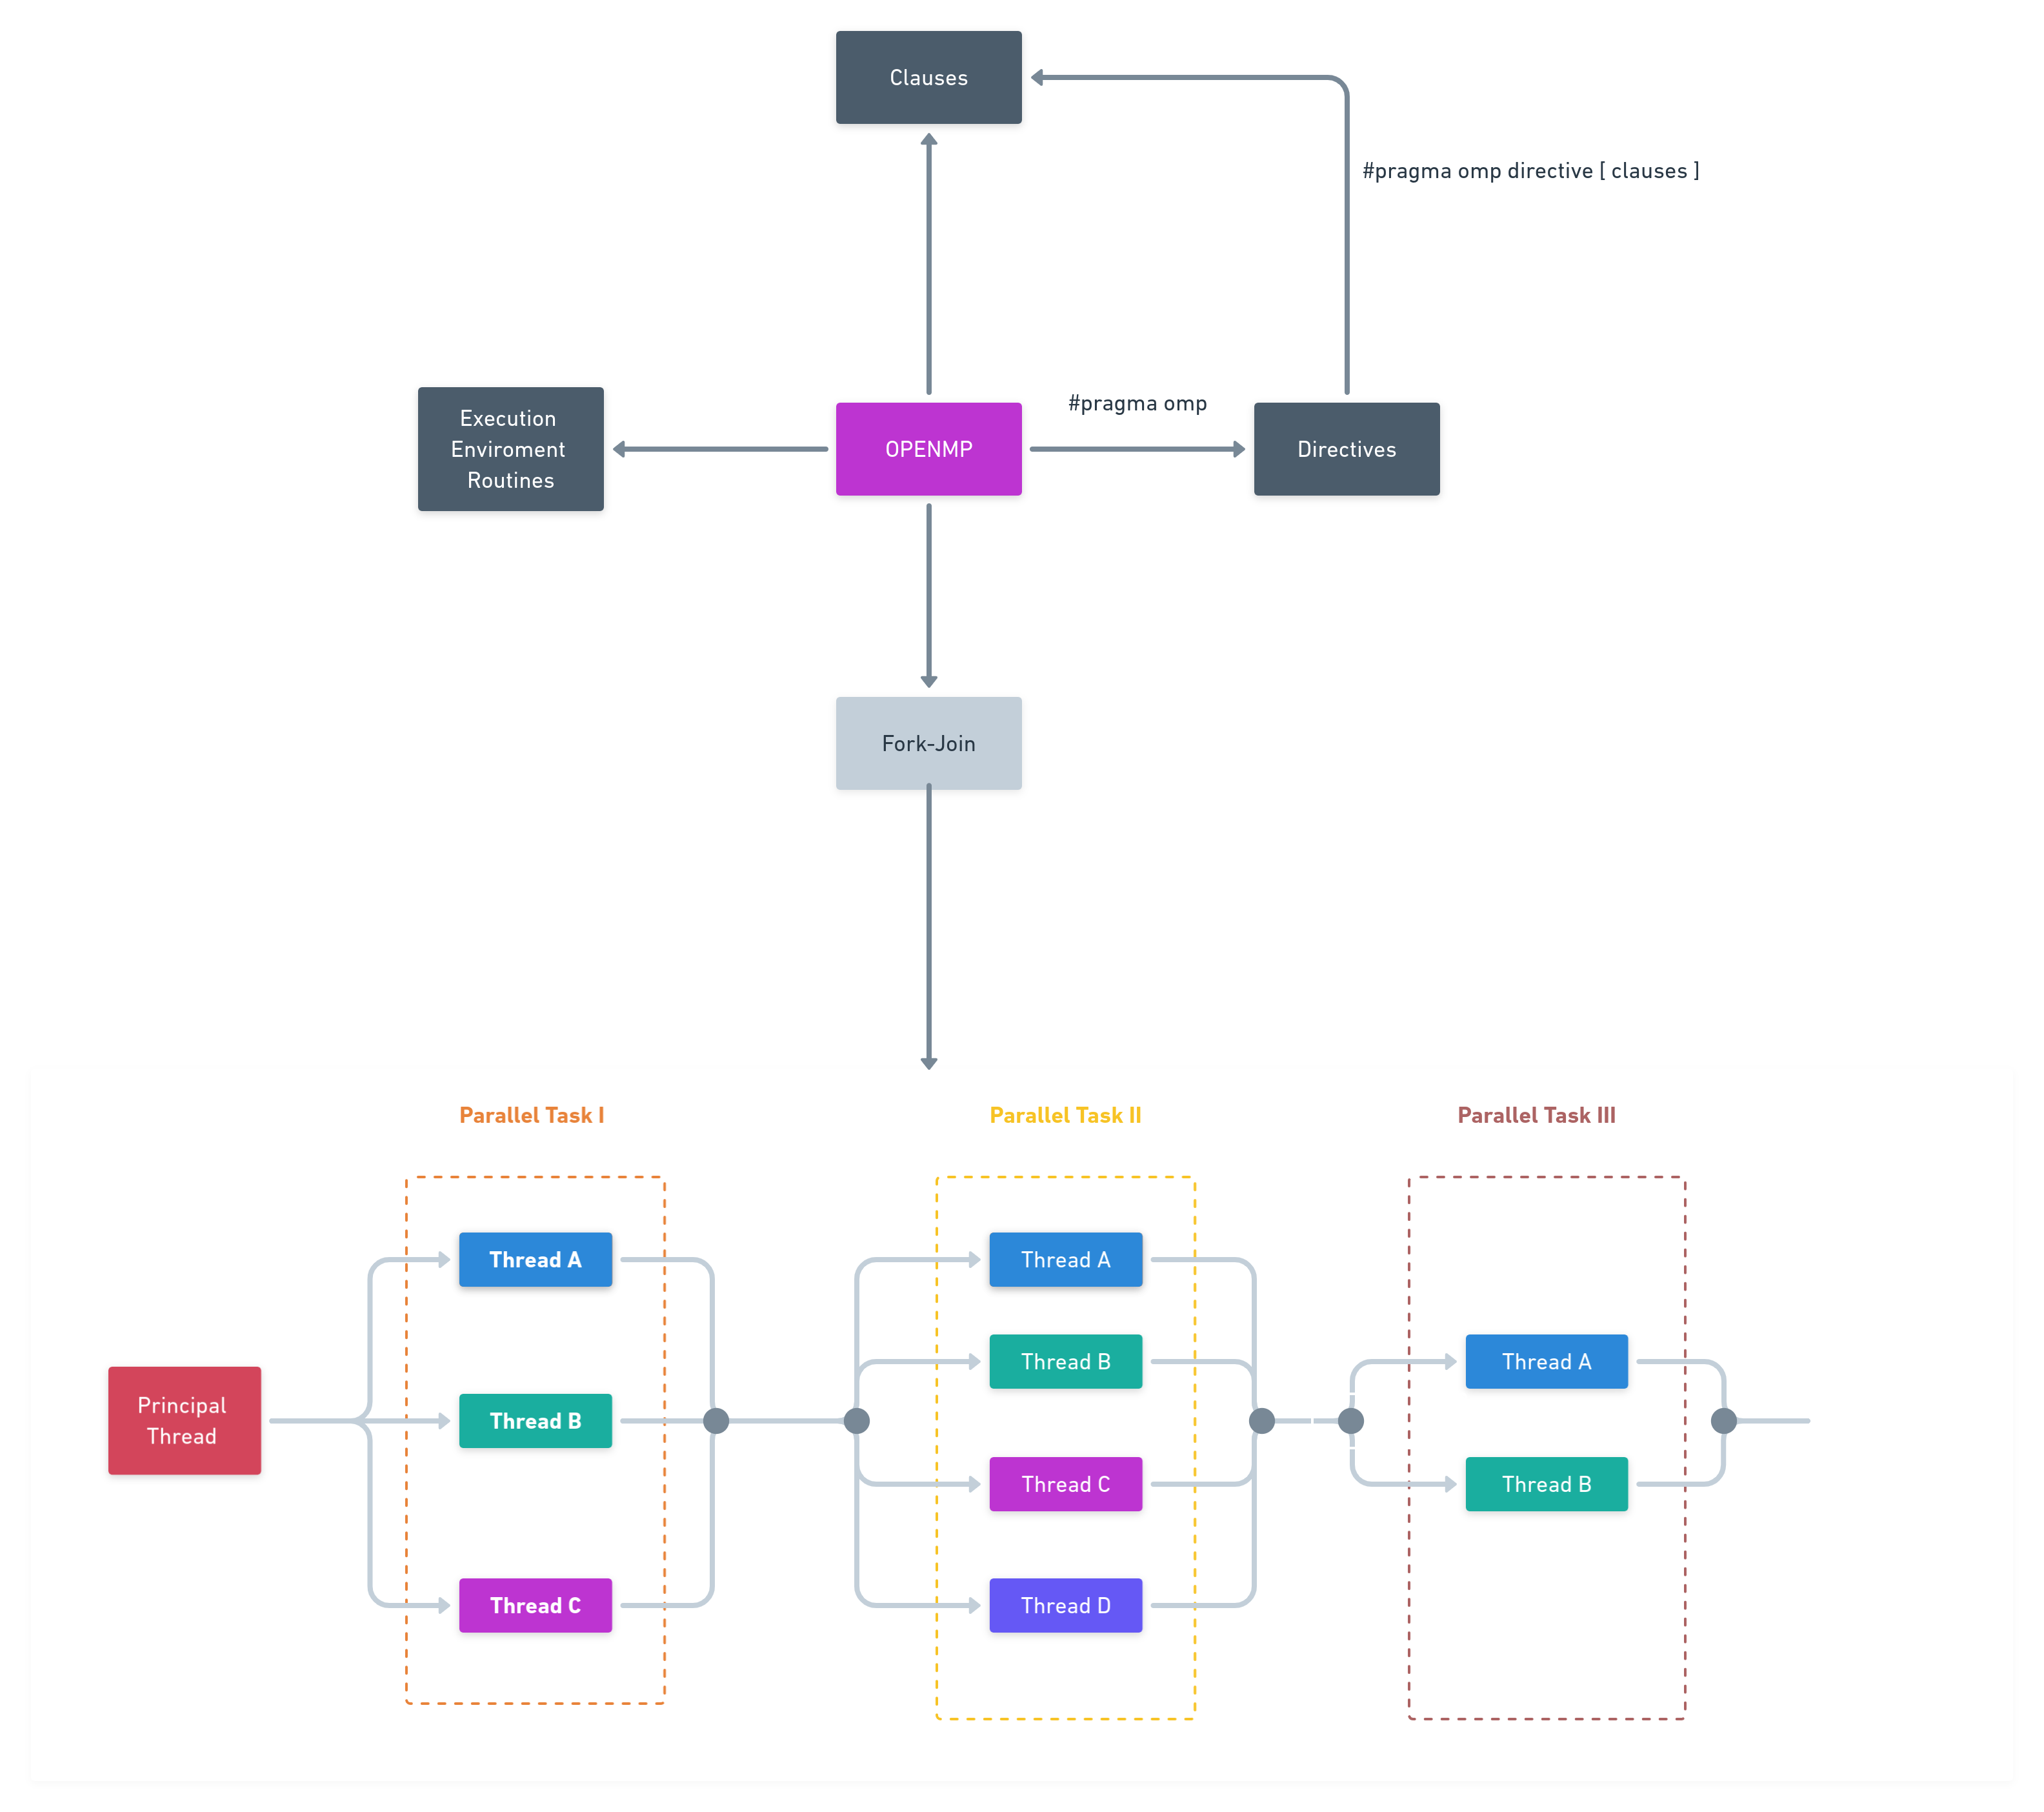 Clauses
#pragma omp directive [ clauses ]
Execution
Enviroment
Routines
OPENMP
#pragma omp
Directives
Fork-Join
Parallel Task I
Parallel Task II
Parallel Task III
Principal
Thread
Thread A
Thread B
Thread C
Thread A
Thread B
Thread C
Thread D
Thread A
Thread B